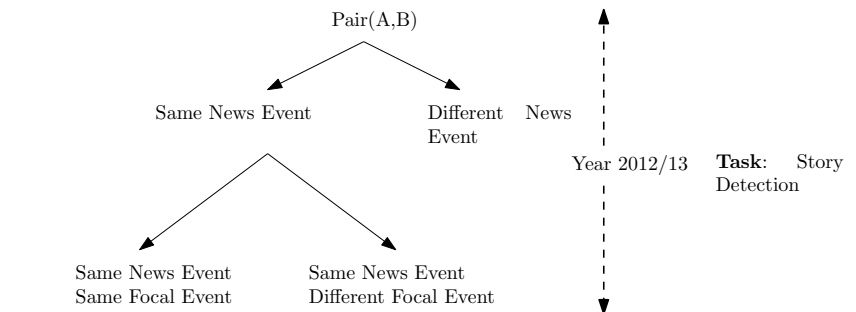 Pair(A,B)
Same News Event
Different News
Event
Year 2012/13
Task: Story
Detection
Same News Event
Same Focal Event
Same News Event
Different Focal Event